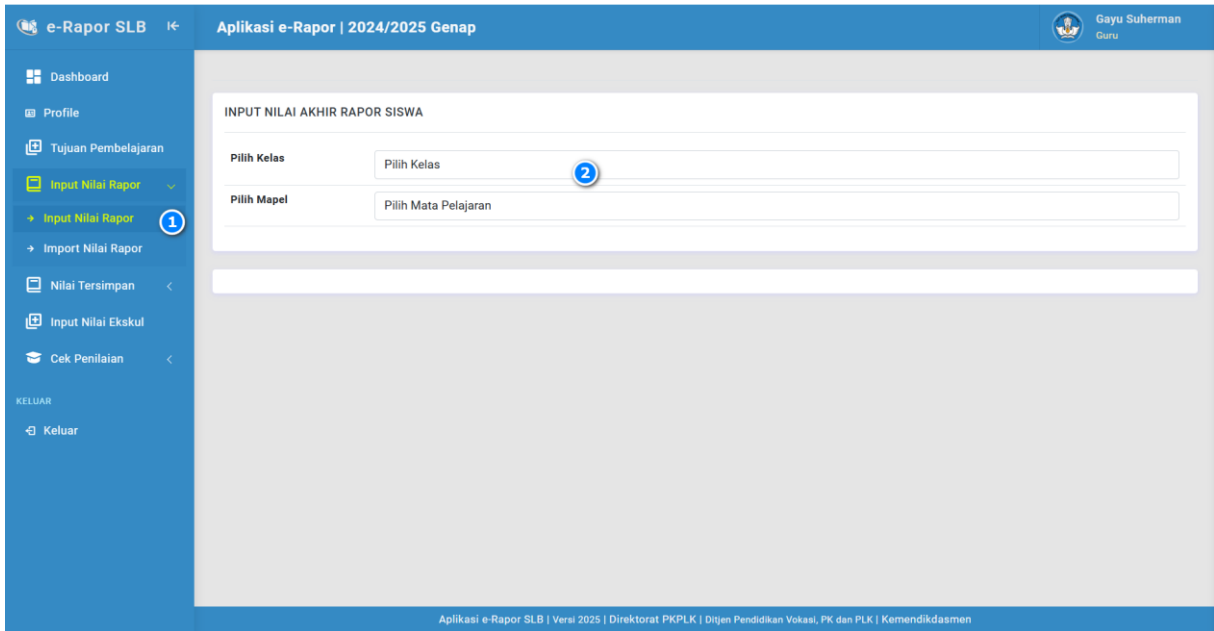 e-Rapor SLB
Aplikasi e-Rapor | 2024/2025 Genap
Gayu Suherman
Guru
Dashboard
Profile
Tujuan Pembelajaran
Input Nilai Rapor
Input Nilai Rapor
1
Import Nilai Rapor
Nilai Tersimpan
Input Nilai Ekskul
Cek Penilaian
KELUAR
Keluar
INPUT NILAI AKHIR RAPOR SISWA
Pilih Kelas
Pilih Kelas
2
Pilih Mapel
Pilih Mata Pelajaran
Aplikasi e-Rapor SLB | Versi 2025 | Direktorat PKPLK | Ditjen Pendidikan Vokasi, PK dan PLK | Kemendikdasmen